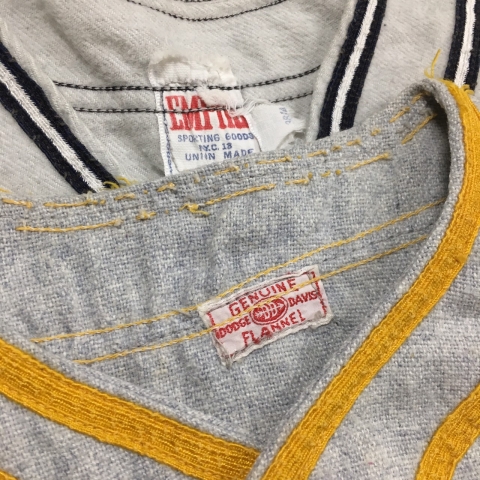 EMPIRE
SPORTING GOODS
N.Y.C. 13
UNION MADE
GENUINE
DODGE DAVIS
FLANNEL